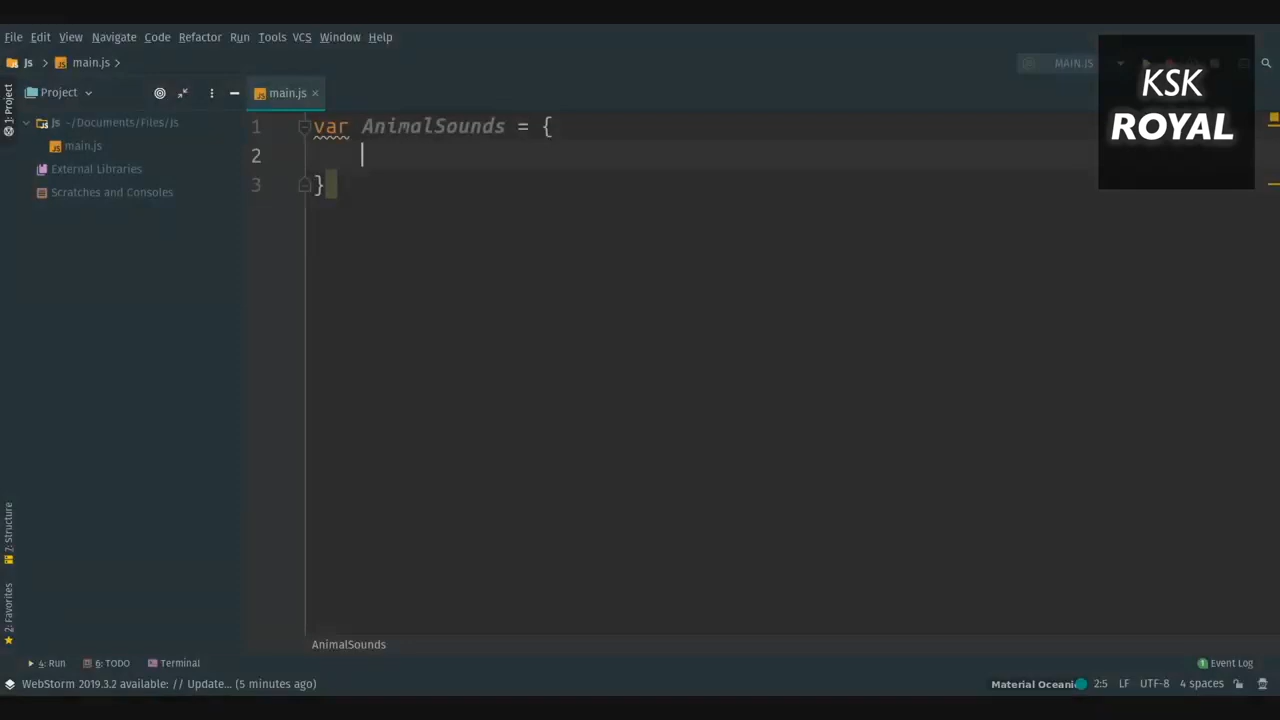 File Edit View Navigate Code Refactor Run Tools VCS Window Help
Js main.js MAIN.JS
KSK
ROYAL
1: Project
Project
main.js
Js ~/Documents/Files/Js
main.js
External Libraries
Scratches and Consoles
1 var AnimalSounds = {
2
3 }
7: Structure
2: Favorites
AnimalSounds
4: Run 6: TODO Terminal 1 Event Log
WebStorm 2019.3.2 available: // Update... (5 minutes ago) Material Oceanic 2:5 LF UTF-8 4 spaces